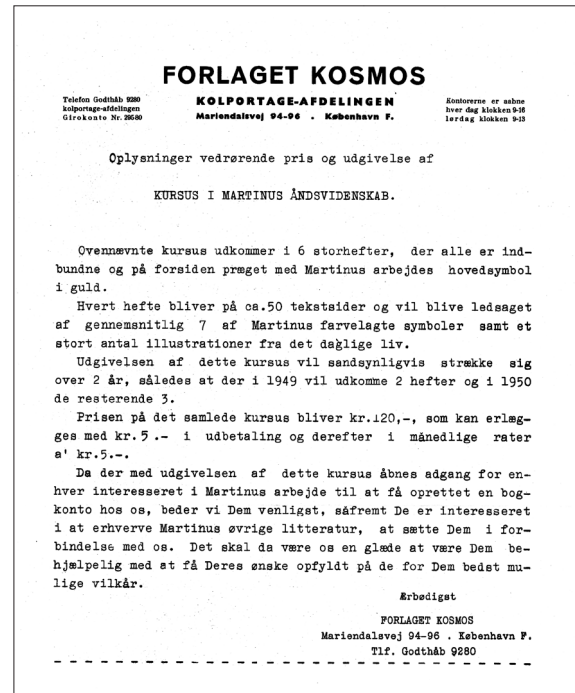 FORLAGET KOSMOS
Telefon Godthåb 9280
kolportage-afdelingen
Girokonto Nr. 29580
KOLPORTAGE-AFDELINGEN
Mariendalsvej 94-96 . København F.
Kontorerne er aabne
hver dag klokken 9-16
lørdag klokken 9-13
Oplysninger vedrørende pris og udgivelse af
KURSUS I MARTINUS ÅNDSVIDENSKAB.
Ovennævnte kursus udkommer i 6 storhefter, der alle er ind-
bundne og på forsiden præget med Martinus arbejdes hovedsymbol
i guld.
Hvert hefte bliver på ca.50 tekstsider og vil blive ledsaget
af gennemsnitlig 7 af Martinus farvelagte symboler samt et
stort antal illustrationer fra det daglige liv.
Udgivelsen af dette kursus vil sandsynligvis strække sig
over 2 år, således at der i 1949 vil udkomme 2 hefter og i 1950
de resterende 3.
Prisen på det samlede kursus bliver kr.120,-, som kan erlæg-
ges med kr.5.- i udbetaling og derefter i månedlige rater
a' kr.5.-.
Da der med udgivelsen af dette kursus åbnes adgang for en-
hver interesseret i Martinus arbejde til at få oprettet en bog-
konto hos os, beder vi Dem venligst, såfremt De er interesseret
i at erhverve Martinus øvrige litteratur, at sætte Dem i for-
bindelse med os. Det skal da være os en glæde at være Dem be-
hjælpelig med at få Deres ønske opfyldt på de for Dem bedst mu-
lige vilkår.
Ærbødigst
FORLAGET KOSMOS
Mariendalsvej 94-96 . København F.
Tlf. Godthåb 9280